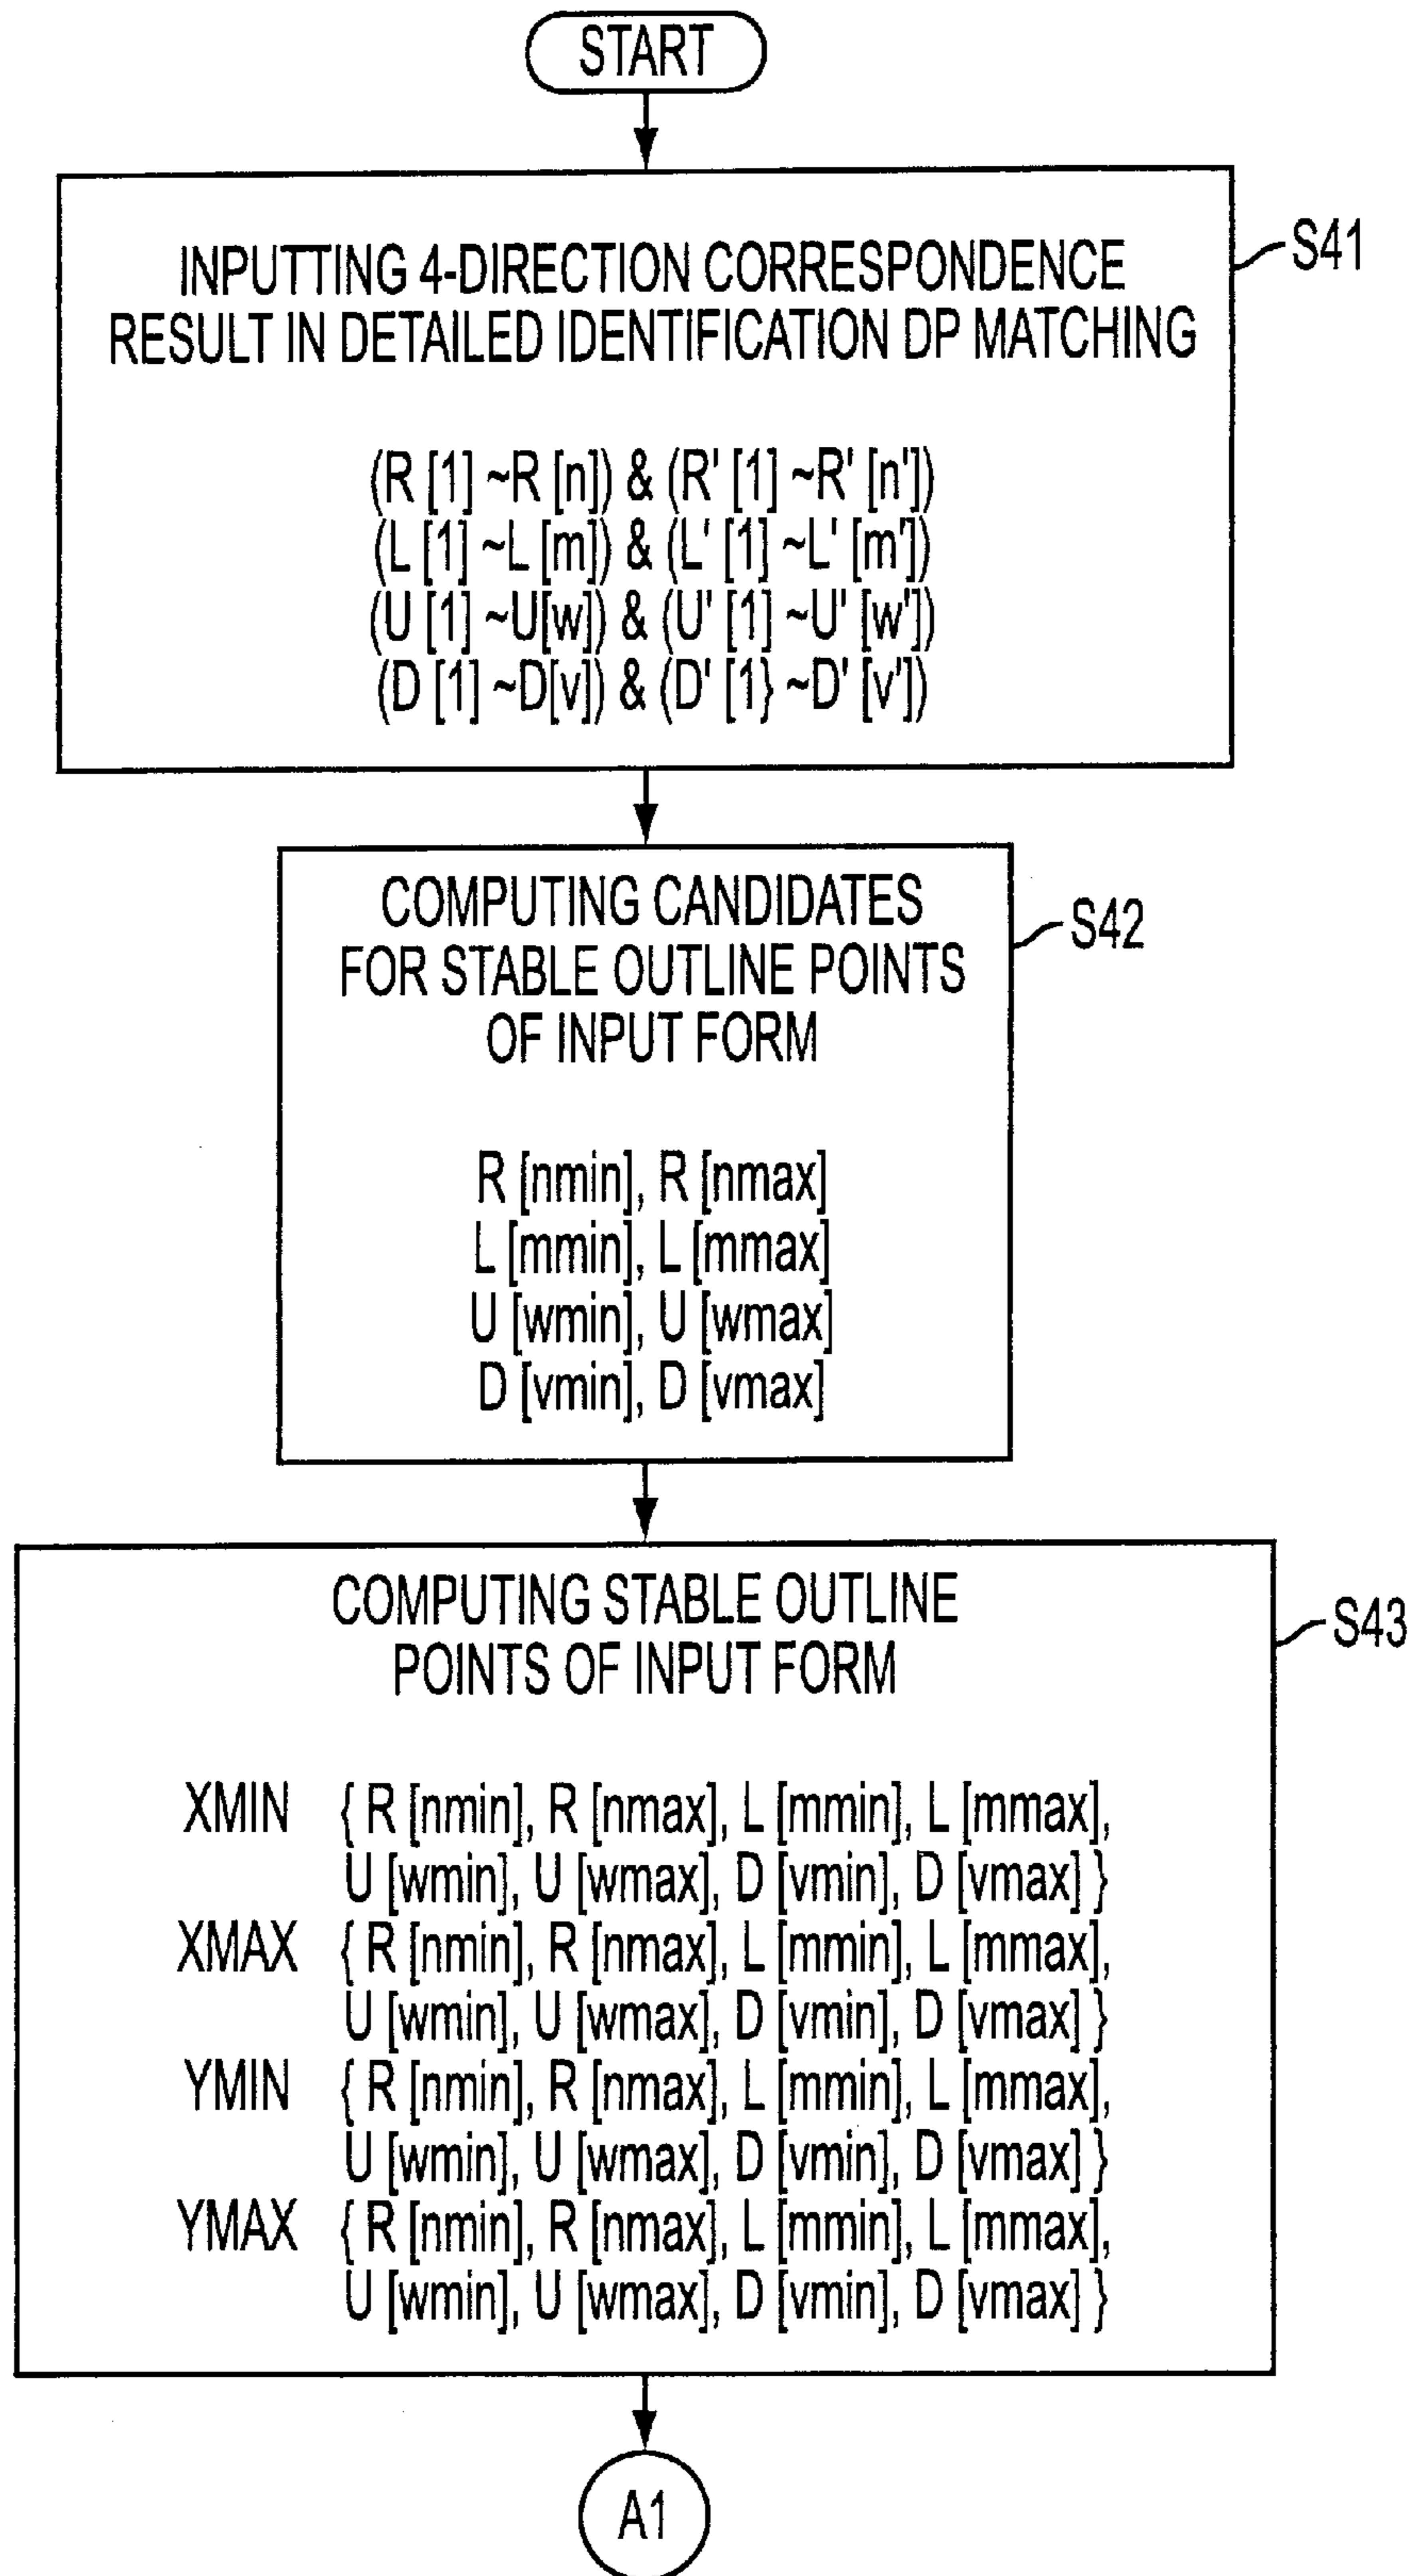 START
INPUTTING 4-DIRECTION CORRESPONDENCE
RESULT IN DETAILED IDENTIFICATION DP MATCHING
S41
(R [1] ~R [n]) & (R' [1] ~R' [n'])
(L [1] ~L [m]) & (L' [1] ~L' [m'])
(U [1] ~U[w]) & (U' [1] ~U' [w'])
(D [1] ~D[v]) & (D' [1} ~D' [v'])
COMPUTING CANDIDATES
FOR STABLE OUTLINE POINTS
OF INPUT FORM
S42
R [nmin], R [nmax]
L [mmin], L [mmax]
U [wmin], U [wmax]
D [vmin], D [vmax]
COMPUTING STABLE OUTLINE
POINTS OF INPUT FORM
S43
XMIN { R [nmin], R [nmax], L [mmin], L [mmax],
U [wmin], U [wmax], D [vmin], D [vmax] }
XMAX { R [nmin], R [nmax], L [mmin], L [mmax],
U [wmin], U [wmax], D [vmin], D [vmax] }
YMIN { R [nmin], R [nmax], L [mmin], L [mmax],
U [wmin], U [wmax], D [vmin], D [vmax] }
YMAX { R [nmin], R [nmax], L [mmin], L [mmax],
U [wmin], U [wmax], D [vmin], D [vmax] }
A1